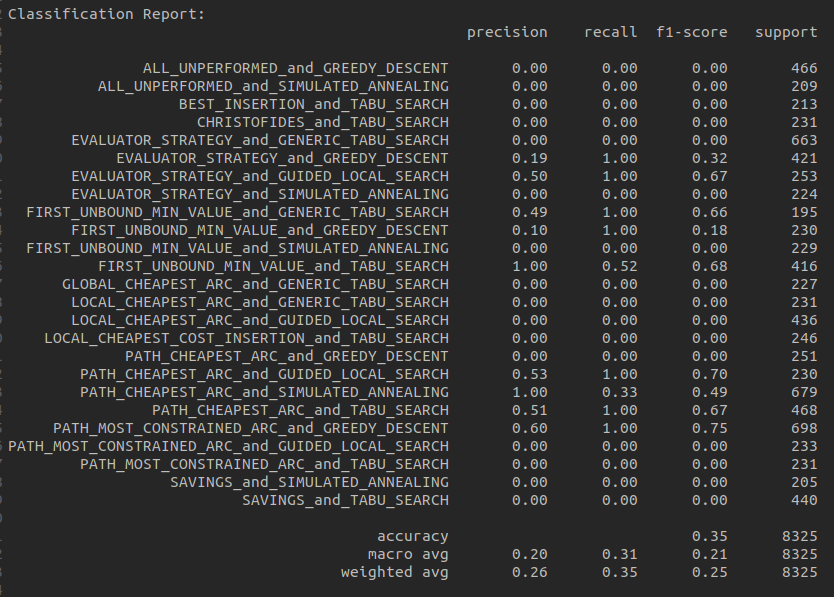 Classification Report:
precision recall f1-score support
ALL_UNPERFORMED_and_GREEDY_DESCENT 0.00 0.00 0.00 466
ALL_UNPERFORMED_and_SIMULATED_ANNEALING 0.00 0.00 0.00 209
BEST_INSERTION_and_TABU_SEARCH 0.00 0.00 0.00 213
CHRISTOFIDES_and_TABU_SEARCH 0.00 0.00 0.00 231
EVALUATOR_STRATEGY_and_GENERIC_TABU_SEARCH 0.00 0.00 0.00 663
EVALUATOR_STRATEGY_and_GREEDY_DESCENT 0.19 1.00 0.32 421
EVALUATOR_STRATEGY_and_GUIDED_LOCAL_SEARCH 0.50 1.00 0.67 253
EVALUATOR_STRATEGY_and_SIMULATED_ANNEALING 0.00 0.00 0.00 224
FIRST_UNBOUND_MIN_VALUE_and_GENERIC_TABU_SEARCH 0.49 1.00 0.66 195
FIRST_UNBOUND_MIN_VALUE_and_GREEDY_DESCENT 0.10 1.00 0.18 230
FIRST_UNBOUND_MIN_VALUE_and_SIMULATED_ANNEALING 0.00 0.00 0.00 229
FIRST_UNBOUND_MIN_VALUE_and_TABU_SEARCH 1.00 0.52 0.68 416
GLOBAL_CHEAPEST_ARC_and_GENERIC_TABU_SEARCH 0.00 0.00 0.00 227
LOCAL_CHEAPEST_ARC_and_GENERIC_TABU_SEARCH 0.00 0.00 0.00 231
LOCAL_CHEAPEST_ARC_and_GUIDED_LOCAL_SEARCH 0.00 0.00 0.00 436
LOCAL_CHEAPEST_COST_INSERTION_and_TABU_SEARCH 0.00 0.00 0.00 246
PATH_CHEAPEST_ARC_and_GREEDY_DESCENT 0.00 0.00 0.00 251
PATH_CHEAPEST_ARC_and_GUIDED_LOCAL_SEARCH 0.53 1.00 0.70 230
PATH_CHEAPEST_ARC_and_SIMULATED_ANNEALING 1.00 0.33 0.49 679
PATH_CHEAPEST_ARC_and_TABU_SEARCH 0.51 1.00 0.67 468
PATH_MOST_CONSTRAINED_ARC_and_GREEDY_DESCENT 0.60 1.00 0.75 698
PATH_MOST_CONSTRAINED_ARC_and_GUIDED_LOCAL_SEARCH 0.00 0.00 0.00 233
PATH_MOST_CONSTRAINED_ARC_and_TABU_SEARCH 0.00 0.00 0.00 231
SAVINGS_and_SIMULATED_ANNEALING 0.00 0.00 0.00 205
SAVINGS_and_TABU_SEARCH 0.00 0.00 0.00 440
accuracy 0.35 8325
macro avg 0.20 0.31 0.21 8325
weighted avg 0.26 0.35 0.25 8325